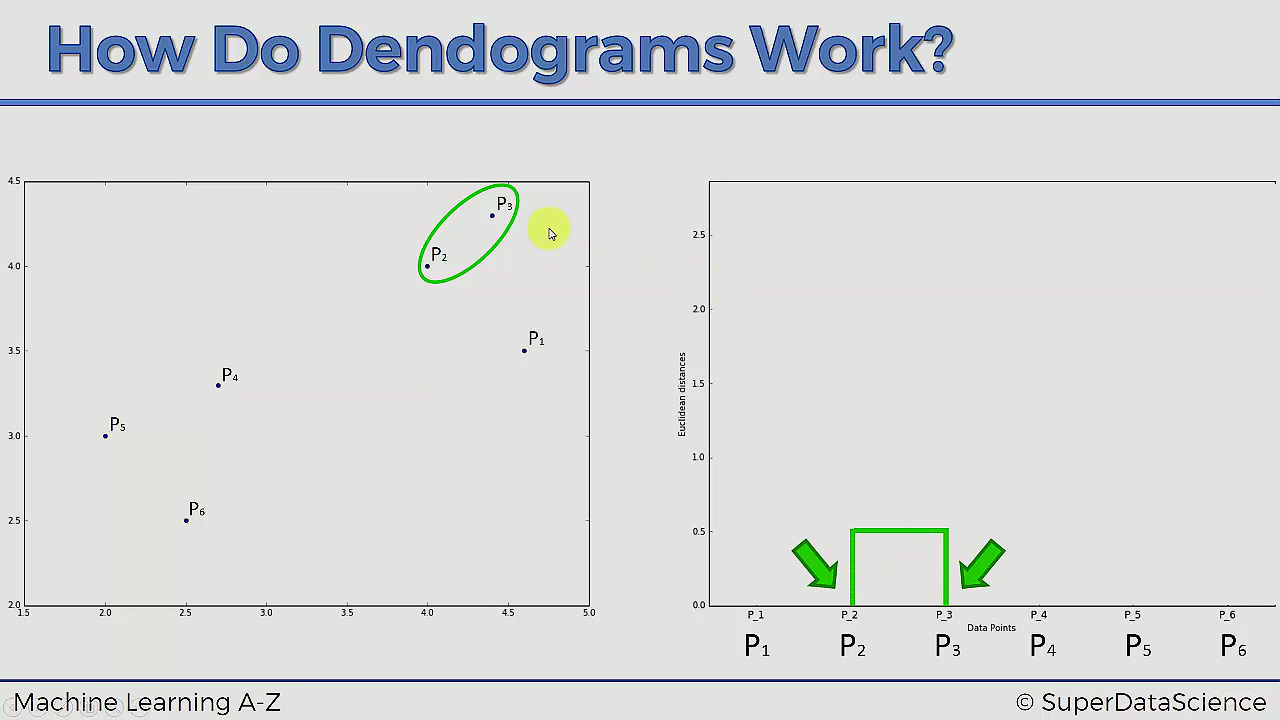 How Do Dendograms Work?
4.5
4.0
3.5
3.0
2.5
2.0
1.5 2.0 2.5 3.0 3.5 4.0 4.5 5.0
P3
P2
P1
P4
P5
P6
2.5
2.0
1.5
1.0
0.5
0.0
Euclidean distances
P_1 P_2 P_3 P_4 P_5 P_6
Data Points
P1 P2 P3 P4 P5 P6
Machine Learning A-Z
© SuperDataScience